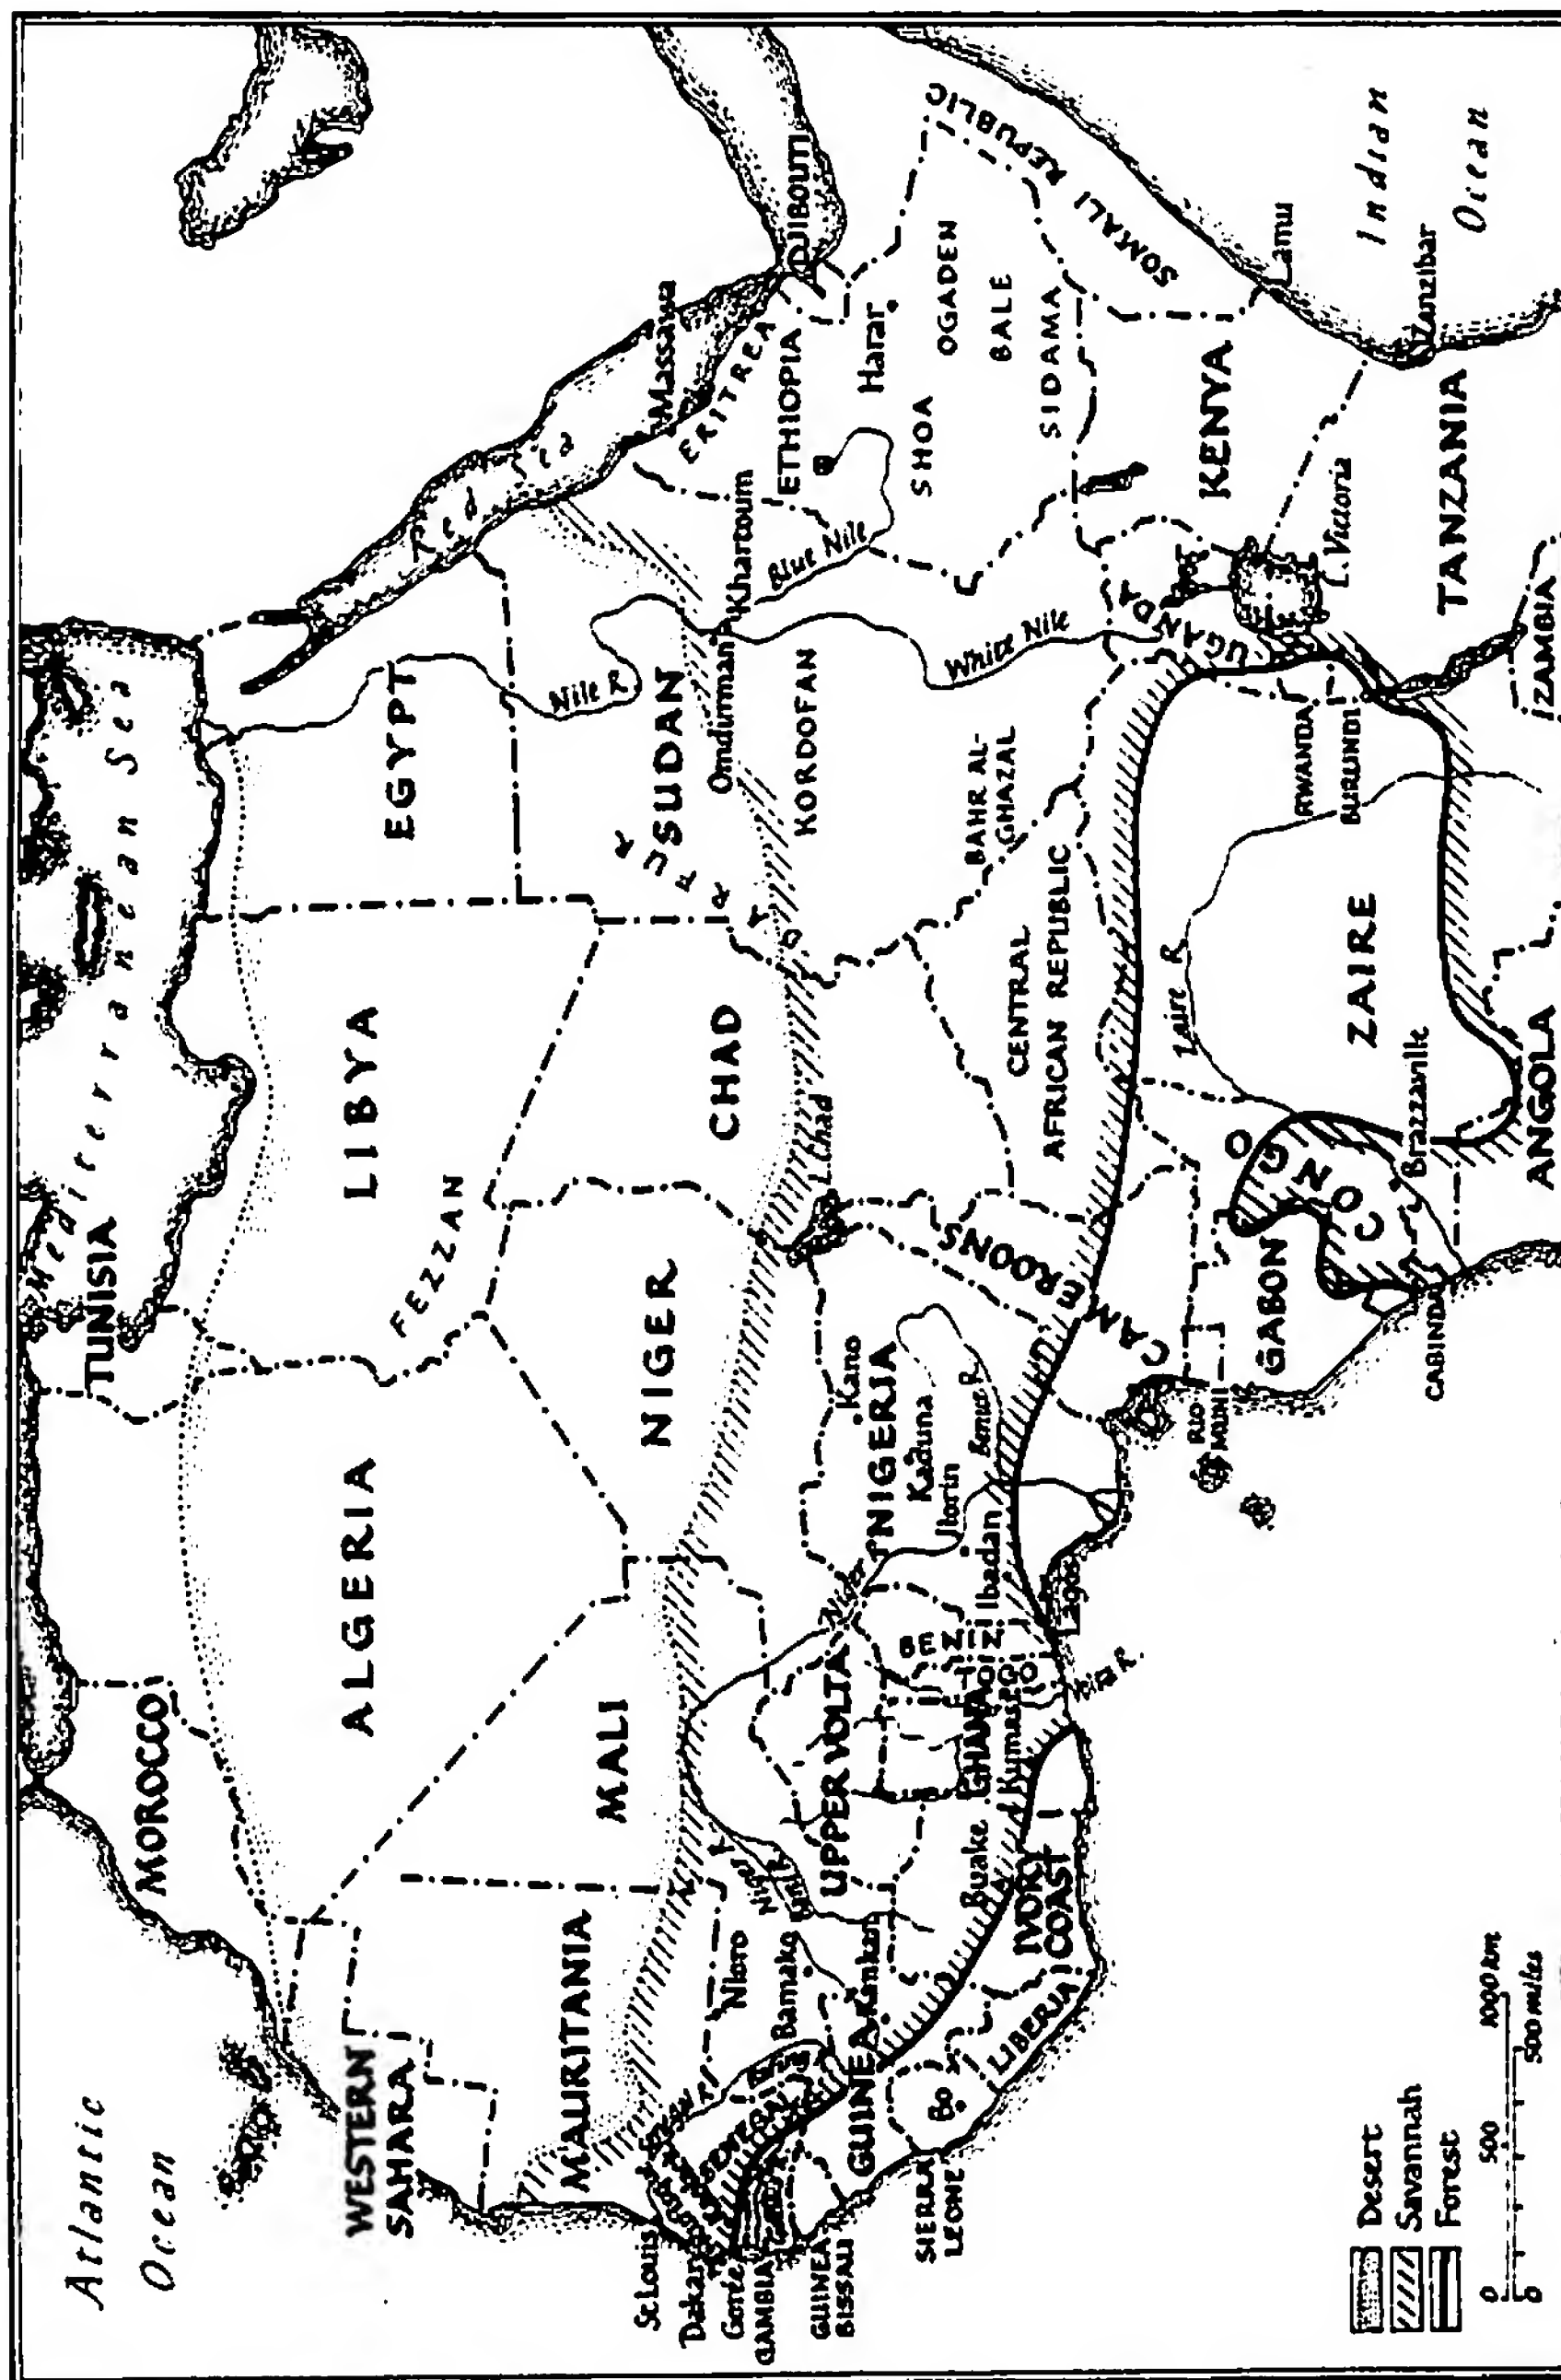 Atlantic
Ocean
Mediterranean Sea
MOROCCO
TUNISIA
WESTERN
SAHARA
ALGERIA
LIBYA
EGYPT
FEZZAN
Red Sea
Nile R
MAURITANIA
MALI
NIGER
CHAD
SUDAN
DARFUR
Omdurman
Khartoum
Massawa
ERITREA
ETHIOPIA
DJIBOUTI
St Louis
Dakar
Gorée
GAMBIA
GUINEA
BISSAU
Nioro
Bamako
Niger R
UPPER VOLTA
Kano
L.Chad
KORDOFAN
Blue Nile
Harar
SHOA
OGADEN
BALE
SIDAMA
SOMALI REPUBLIC
GUINEA
Kankan
SIERRA
LEONE
Bo
LIBERIA
IVORY
COAST
Buake
GHANA
Kumasi
TOGO
BENIN
NIGERIA
Kaduna
Ilorin
Ibadan
Lagos
Benue R.
CAMEROONS
CENTRAL
AFRICAN REPUBLIC
BAHR AL-
GHAZAL
White Nile
UGANDA
KENYA
Lamu
Indian
Ocean
RIO
MUNI
GABON
CONGO
Zaire R
ZAIRE
RWANDA
BURUNDI
L.Victoria
TANZANIA
Zanzibar
CABINDA
Brazzaville
ANGOLA
ZAMBIA
Desert
Savannah
Forest
0 500 1000 km
0 500 miles